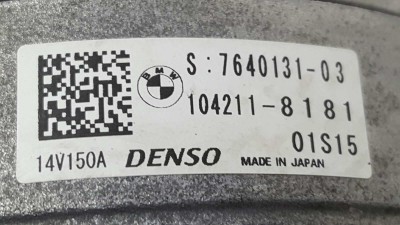 BMW
S:7640131-03
104211-8181
01S15
14V150A DENSO MADE IN JAPAN